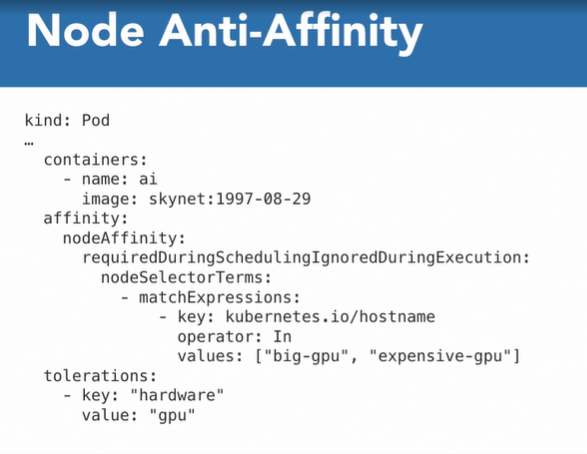 Node Anti-Affinity
kind: Pod
…
  containers:
    - name: ai
      image: skynet:1997-08-29
  affinity:
    nodeAffinity:
      requiredDuringSchedulingIgnoredDuringExecution:
        nodeSelectorTerms:
          - matchExpressions:
              - key: kubernetes.io/hostname
                operator: In
                values: ["big-gpu", "expensive-gpu"]
  tolerations:
    - key: "hardware"
      value: "gpu"